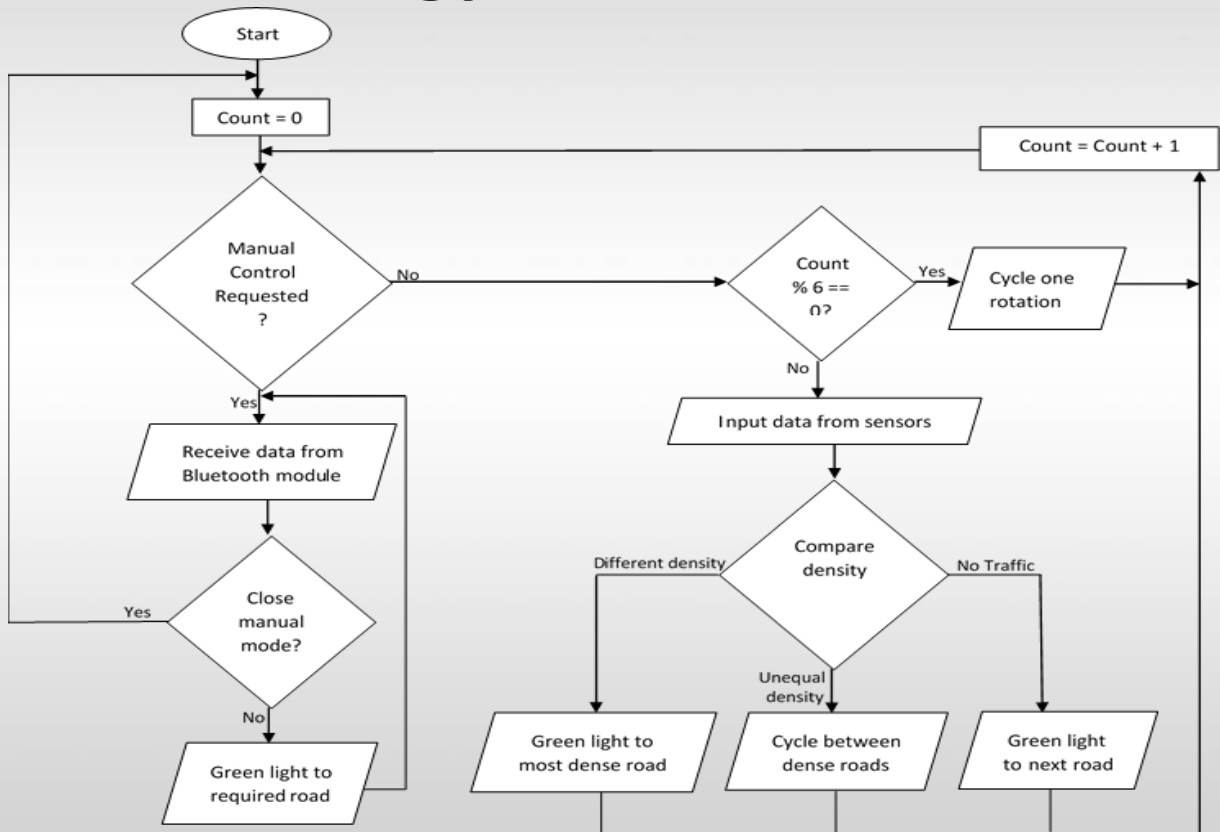 Start
Count = 0
Count = Count + 1
Manual
Control
Requested
?
No
Count
% 6 ==
0?
Yes
Cycle one
rotation
Yes
No
Receive data from
Bluetooth module
Input data from sensors
Close
manual
mode?
Yes
No
Green light to
required road
Compare
density
Different density
No Traffic
Unequal
density
Green light to
most dense road
Cycle between
dense roads
Green light
to next road